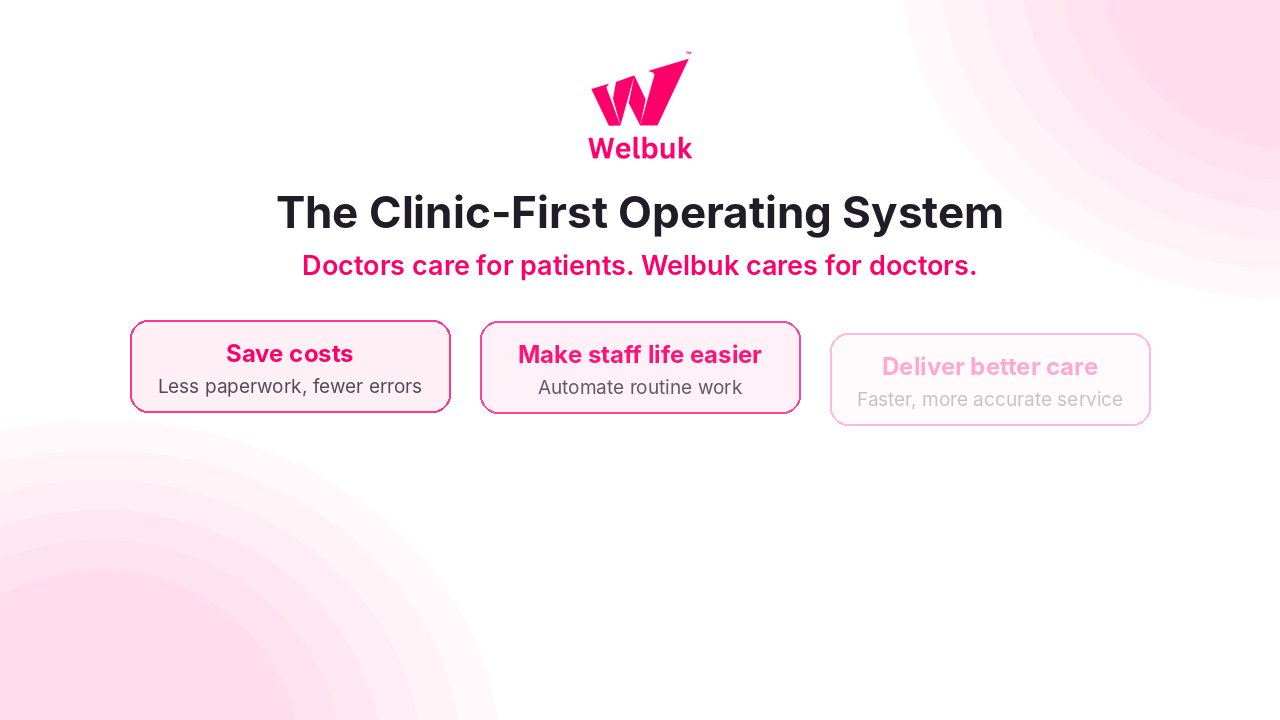 ™
Welbuk
The Clinic-First Operating System
Doctors care for patients. Welbuk cares for doctors.
Save costs
Less paperwork, fewer errors
Make staff life easier
Automate routine work
Deliver better care
Faster, more accurate service